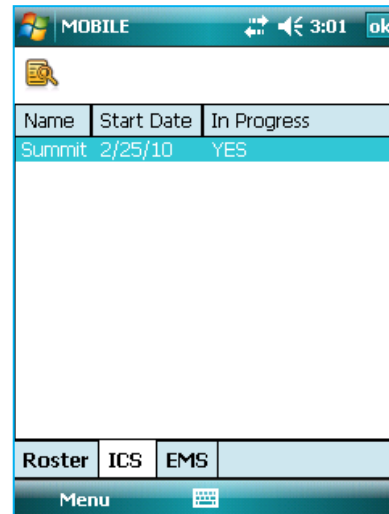 MOBILE 3:01 ok
Name Start Date In Progress
Summit 2/25/10 YES
Roster ICS EMS
Menu